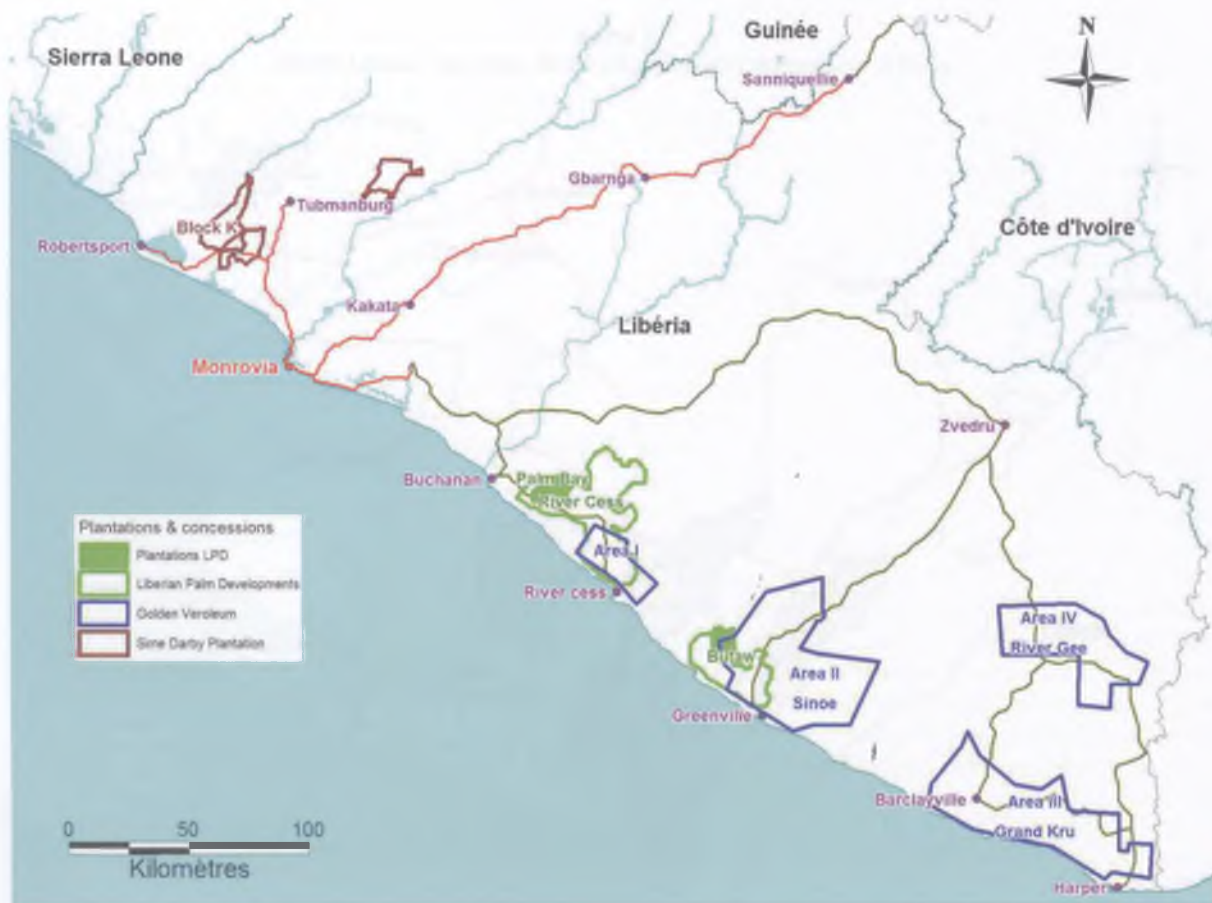 Sierra Leone
Guinée
N
Sanniquellie
Gbarnga
Tubmanburg
Block K
Robertsport
Côte d'Ivoire
Kakata
Libéria
Monrovia
Zvedru
Buchanan
Palm Bay
River Cess
Area I
River cess
Plantations & concessions
Plantations LPD
Liberian Palm Developments
Golden Veroleum
Sime Darby Plantation
Butaw
Area II
Sinoe
Greenville
Area IV
River Gee
Barclayville
Area III
Grand Kru
Harper
0 50 100
Kilomètres